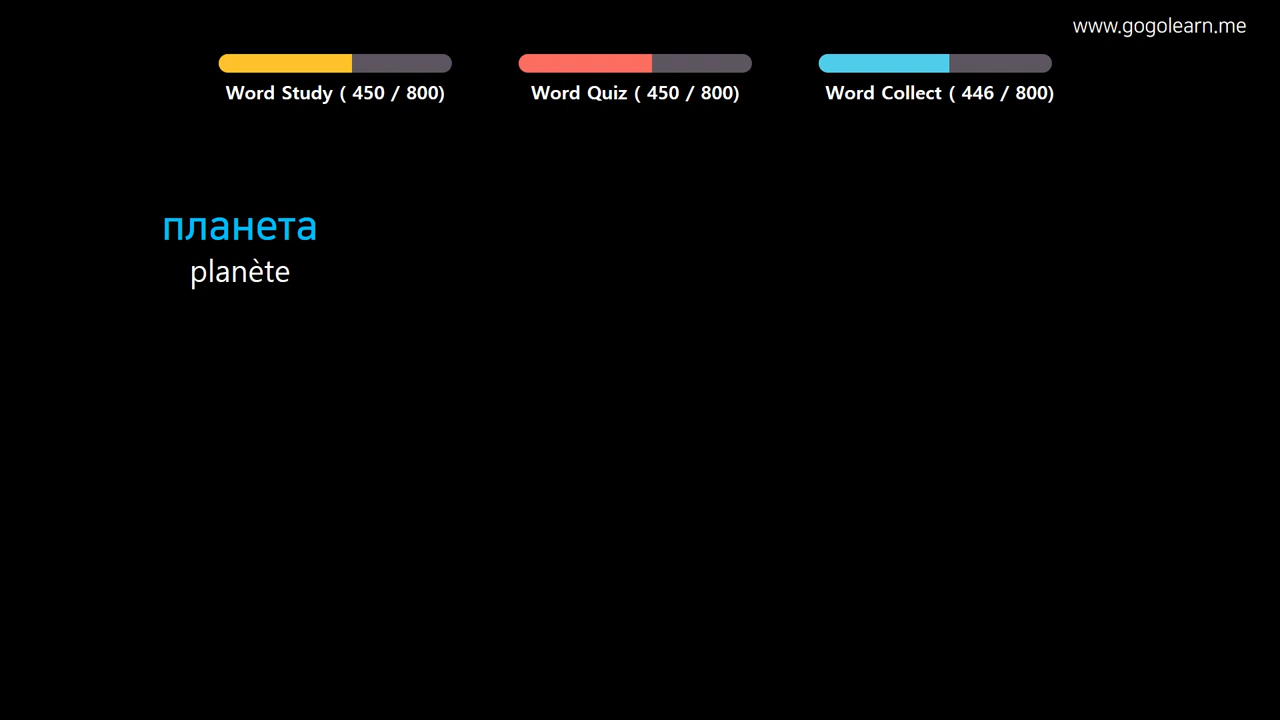 www.gogolearn.me
Word Study ( 450 / 800)
Word Quiz ( 450 / 800)
Word Collect ( 446 / 800)
планета
planète